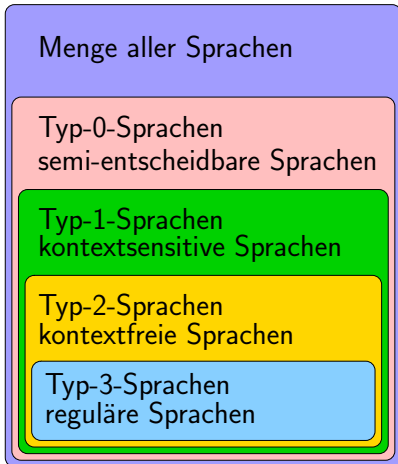 Menge aller Sprachen
Typ-0-Sprachen
semi-entscheidbare Sprachen
Typ-1-Sprachen
kontextsensitive Sprachen
Typ-2-Sprachen
kontextfreie Sprachen
Typ-3-Sprachen
reguläre Sprachen